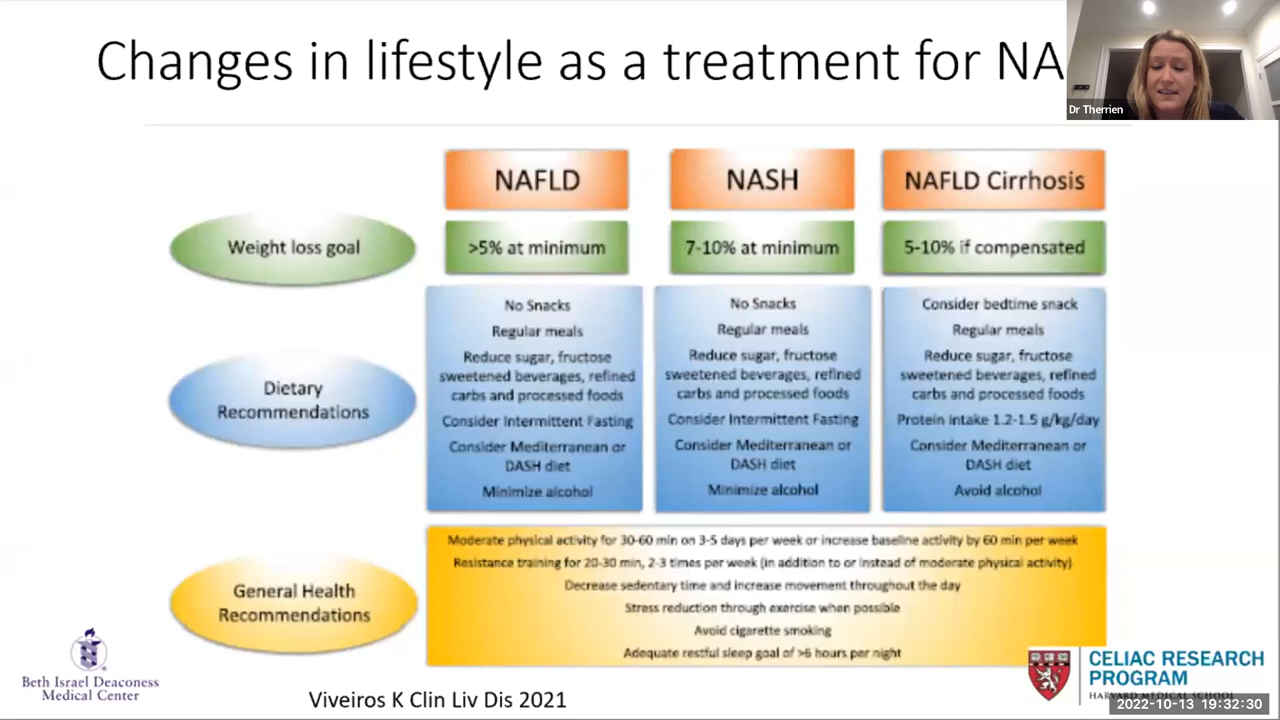 Changes in lifestyle as a treatment for NA
Dr Therrien
NAFLD
NASH
NAFLD Cirrhosis
Weight loss goal
>5% at minimum
7-10% at minimum
5-10% if compensated
Dietary
Recommendations
No Snacks
Regular meals
Reduce sugar, fructose
sweetened beverages, refined
carbs and processed foods
Consider Intermittent Fasting
Consider Mediterranean or
DASH diet
Minimize alcohol
No Snacks
Regular meals
Reduce sugar, fructose
sweetened beverages, refined
carbs and processed foods
Consider Intermittent Fasting
Consider Mediterranean or
DASH diet
Minimize alcohol
Consider bedtime snack
Regular meals
Reduce sugar, fructose
sweetened beverages, refined
carbs and processed foods
Protein intake 1.2-1.5 g/kg/day
Consider Mediterranean or
DASH diet
Avoid alcohol
General Health
Recommendations
Moderate physical activity for 30-60 min on 3-5 days per week or increase baseline activity by 60 min per week
Resistance training for 20-30 min, 2-3 times per week (in addition to or instead of moderate physical activity)
Decrease sedentary time and increase movement throughout the day
Stress reduction through exercise when possible
Avoid cigarette smoking
Adequate restful sleep goal of >6 hours per night
Beth Israel Deaconess
Medical Center
Viveiros K Clin Liv Dis 2021
CELIAC RESEARCH
PROGRAM
HARVARD MEDICAL SCHOOL
2022-10-13 19:32:30